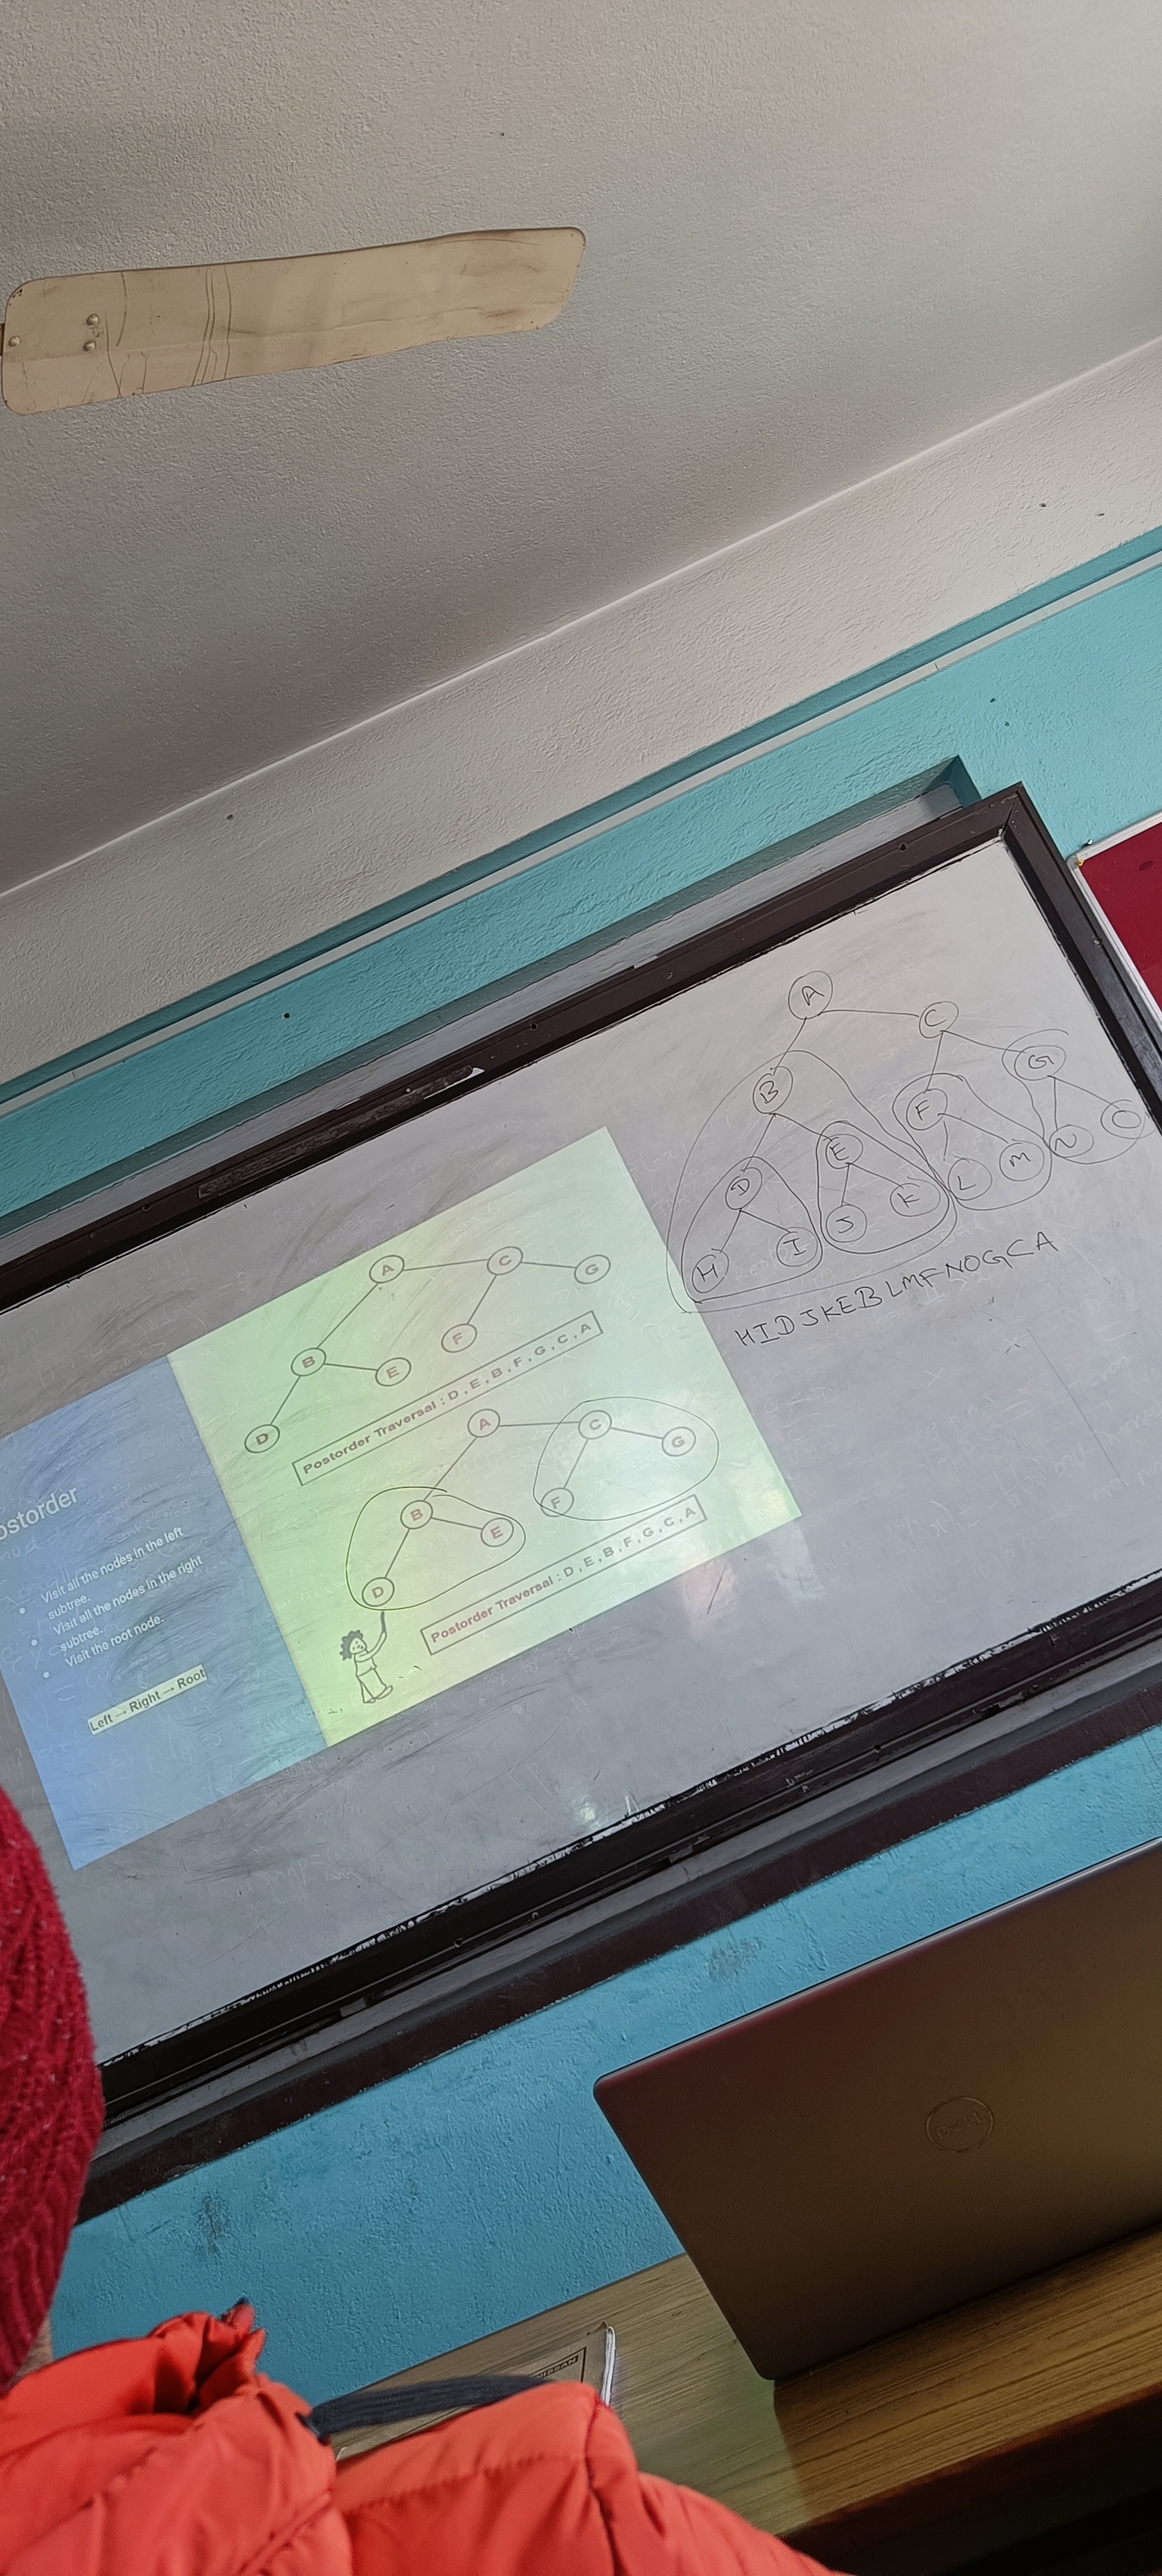 ostorder
Visit all the nodes in the left
subtree.
Visit all the nodes in the right
subtree.
Visit the root node.
Left → Right → Root
A
C
G
B
E
F
D
Postorder Traversal : D, E, B, F, G, C, A
A
C
G
B
E
F
D
Postorder Traversal : D, E, B, F, G, C, A
A
C
B
G
F
E
D
N
O
L
M
J
K
H
I
HIDJKEBLMFNOGCA
DELL